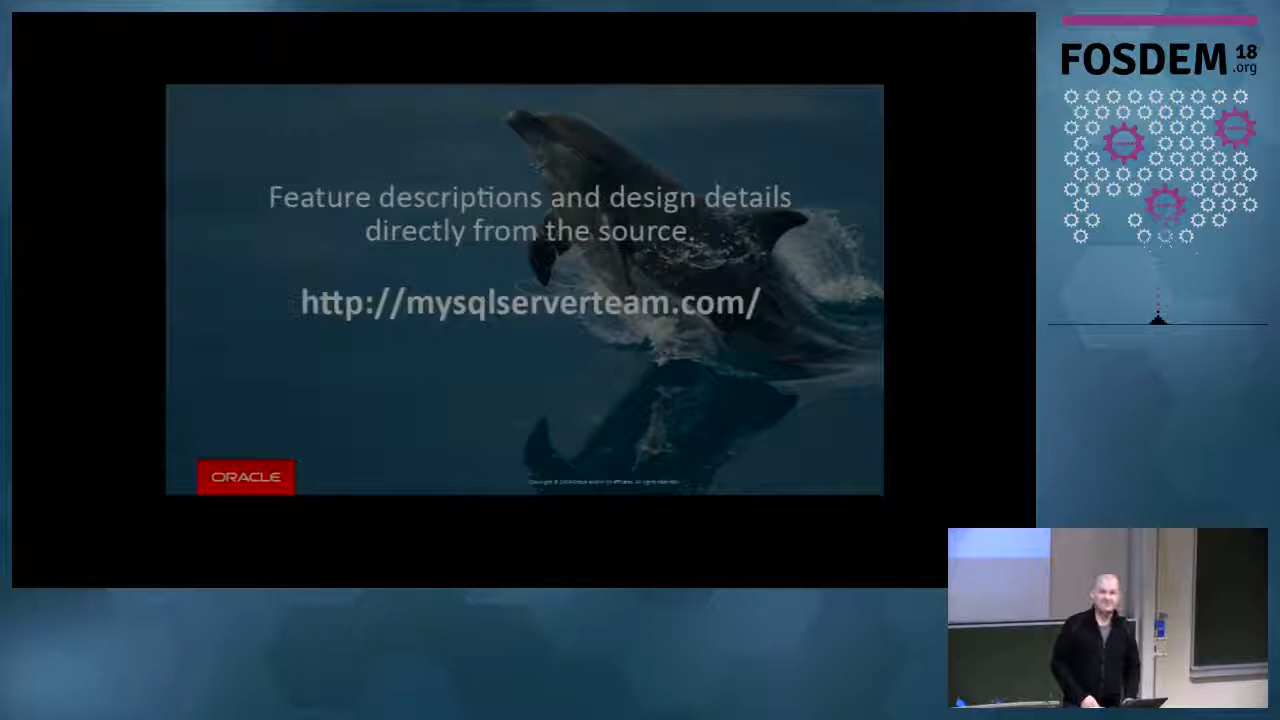 FOSDEM 18
.org
Feature descriptions and design details
directly from the source.
http://mysqlserverteam.com/
ORACLE